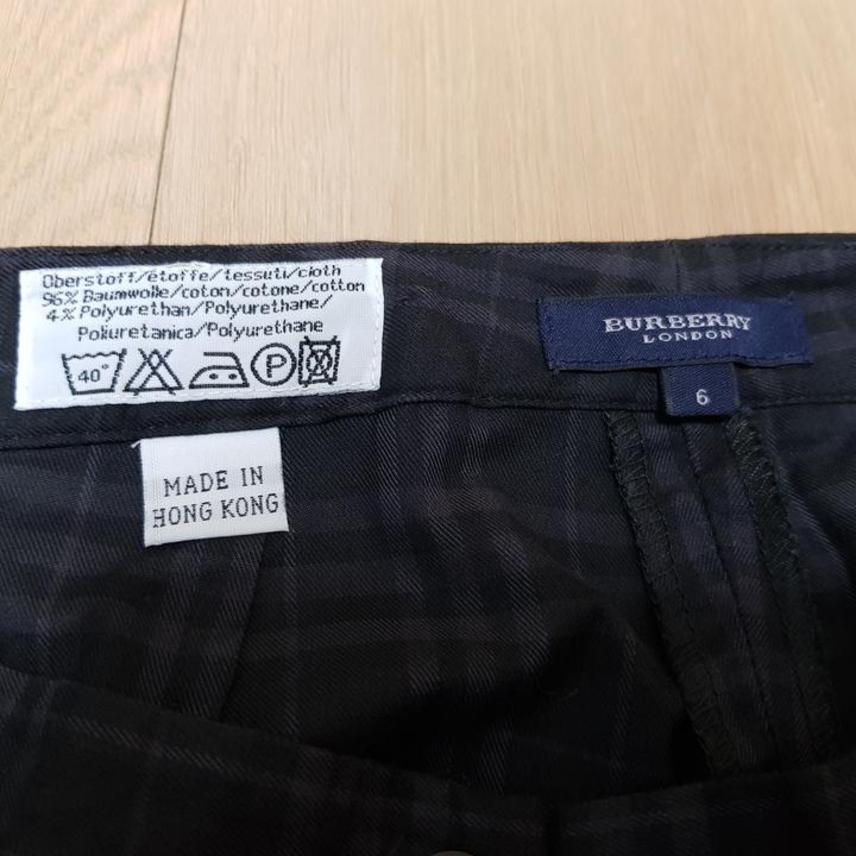 Oberstoff/étoffe/tessuti/cloth
96% Baumwolle/coton/cotone/cotton
4% Polyurethan/Polyurethane/
Poliuretanica/Polyurethane
40° P
MADE IN
HONG KONG
BURBERRY
LONDON
6